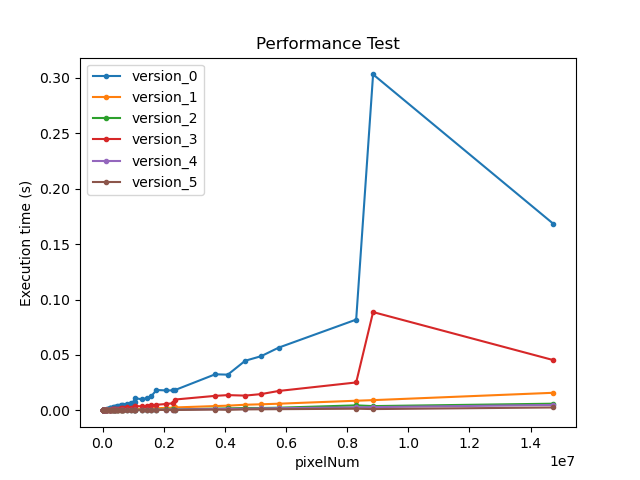 Performance Test
version_0
version_1
version_2
version_3
version_4
version_5
Execution time (s)
0.30
0.25
0.20
0.15
0.10
0.05
0.00
0.0 0.2 0.4 0.6 0.8 1.0 1.2 1.4
1e7
pixelNum